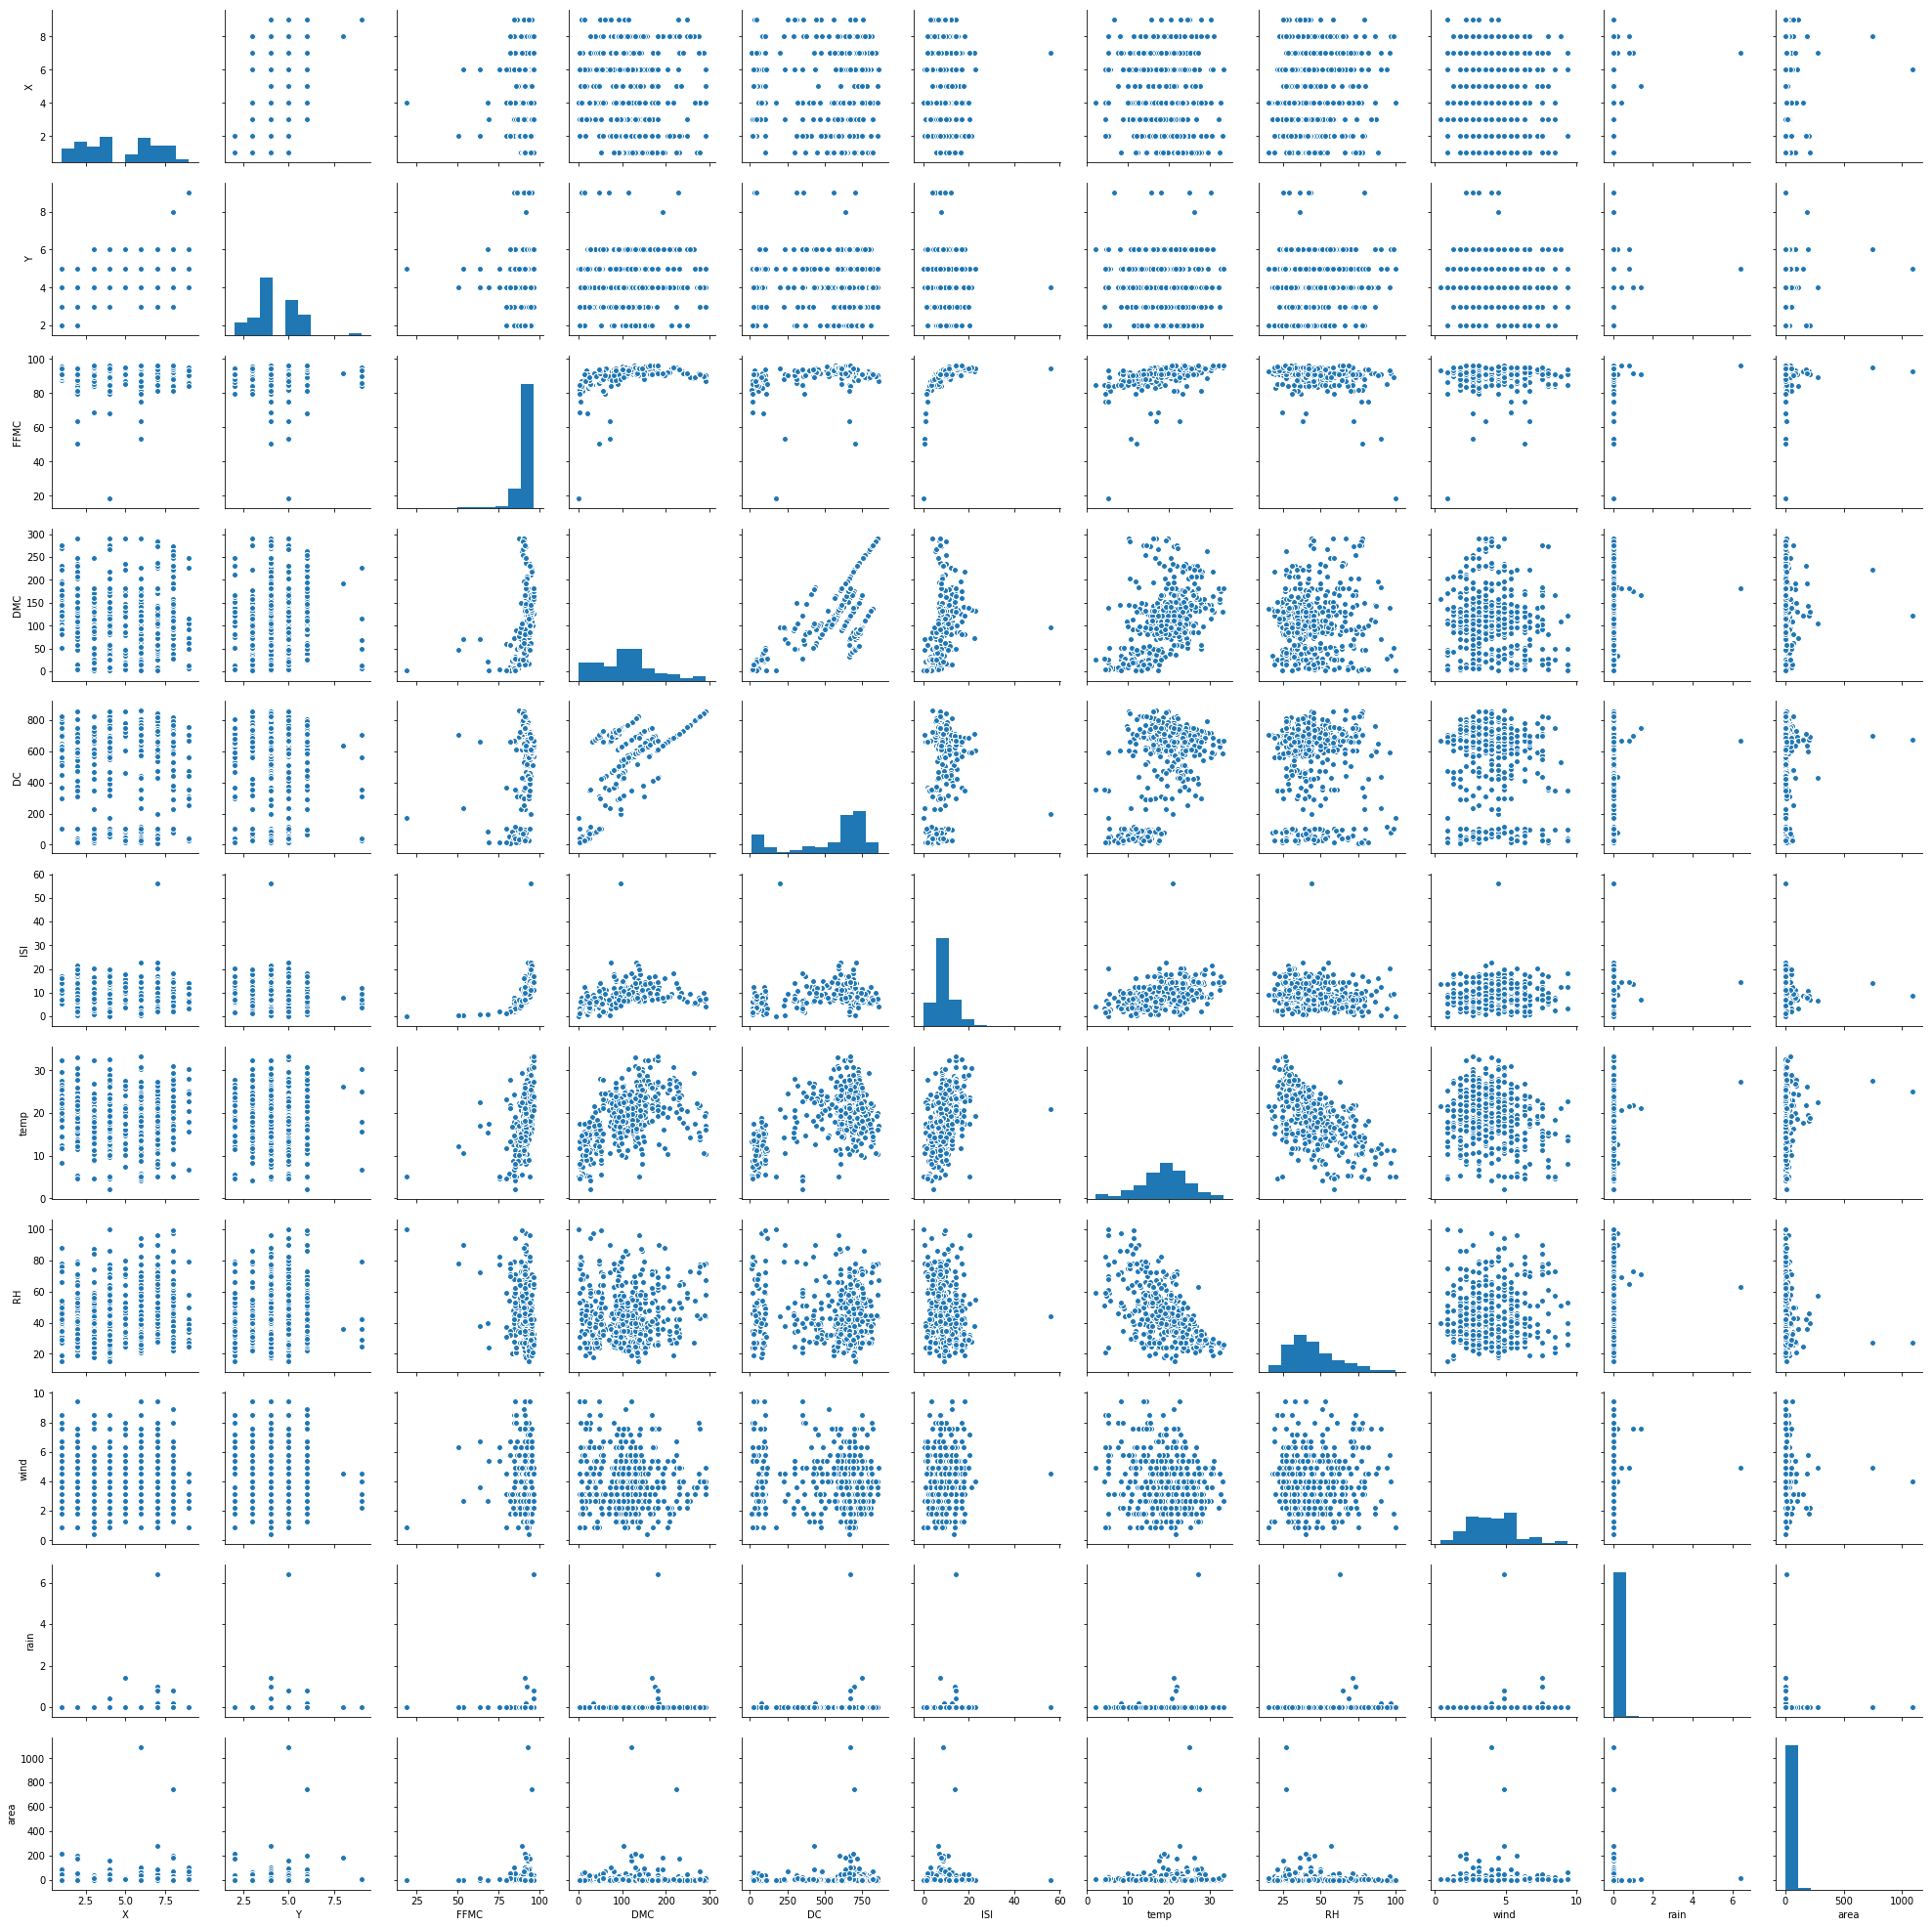 8
6
4
2
X
8
6
4
2
Y
100
80
60
40
20
FFMC
300
250
200
150
100
50
0
DMC
800
600
400
200
0
DC
60
50
40
30
20
10
0
ISI
30
20
10
0
temp
100
80
60
40
20
RH
10
8
6
4
2
0
wind
6
4
2
0
rain
1000
800
600
400
200
0
area
2.5 5.0 7.5
X
2.5 5.0 7.5
Y
0 50 100
FFMC
0 100 200 300
DMC
0 250 500 750
DC
0 20 40 60
ISI
0 10 20 30
temp
25 50 75 100
RH
0 5 10
wind
0 2 4 6
rain
0 500 1000
area